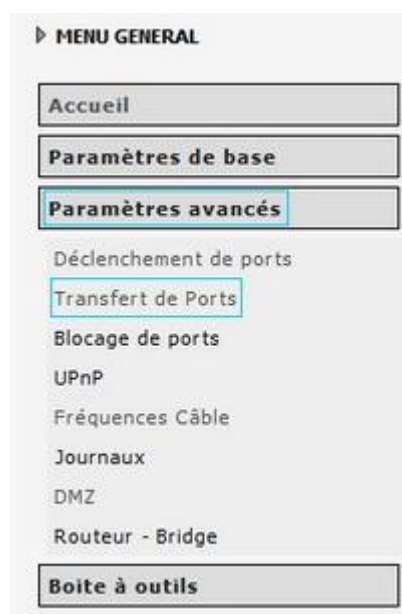 MENU GENERAL
Accueil
Paramètres de base
Paramètres avancés
Déclenchement de ports
Transfert de Ports
Blocage de ports
UPnP
Fréquences Câble
Journaux
DMZ
Routeur - Bridge
Boite à outils